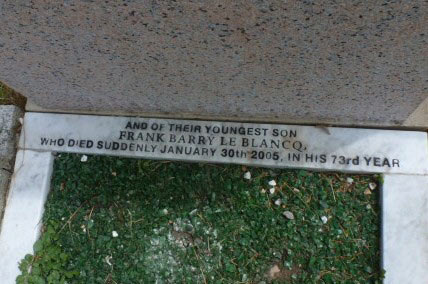 AND OF THEIR YOUNGEST SON
FRANK BARRY LE BLANCQ,
WHO DIED SUDDENLY JANUARY 30th 2005, IN HIS 73rd YEAR